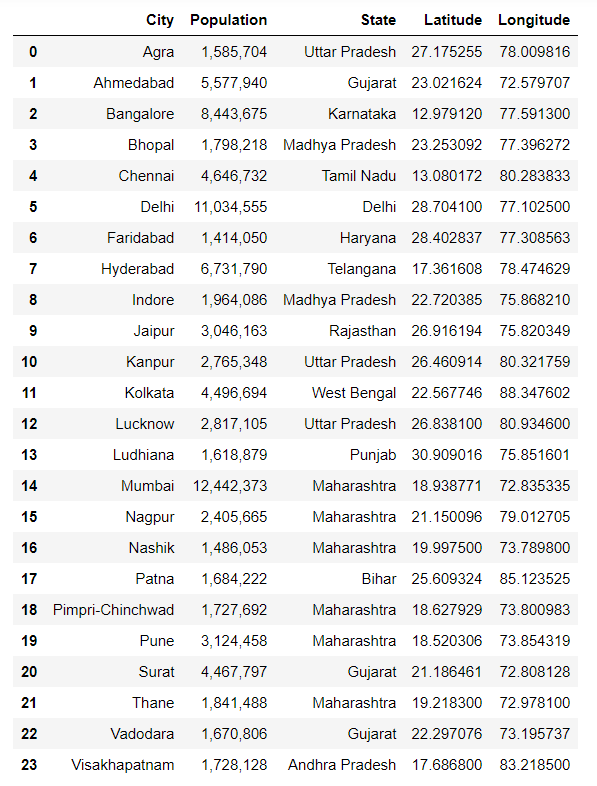 City Population State Latitude Longitude
0 Agra 1,585,704 Uttar Pradesh 27.175255 78.009816
1 Ahmedabad 5,577,940 Gujarat 23.021624 72.579707
2 Bangalore 8,443,675 Karnataka 12.979120 77.591300
3 Bhopal 1,798,218 Madhya Pradesh 23.253092 77.396272
4 Chennai 4,646,732 Tamil Nadu 13.080172 80.283833
5 Delhi 11,034,555 Delhi 28.704100 77.102500
6 Faridabad 1,414,050 Haryana 28.402837 77.308563
7 Hyderabad 6,731,790 Telangana 17.361608 78.474629
8 Indore 1,964,086 Madhya Pradesh 22.720385 75.868210
9 Jaipur 3,046,163 Rajasthan 26.916194 75.820349
10 Kanpur 2,765,348 Uttar Pradesh 26.460914 80.321759
11 Kolkata 4,496,694 West Bengal 22.567746 88.347602
12 Lucknow 2,817,105 Uttar Pradesh 26.838100 80.934600
13 Ludhiana 1,618,879 Punjab 30.909016 75.851601
14 Mumbai 12,442,373 Maharashtra 18.938771 72.835335
15 Nagpur 2,405,665 Maharashtra 21.150096 79.012705
16 Nashik 1,486,053 Maharashtra 19.997500 73.789800
17 Patna 1,684,222 Bihar 25.609324 85.123525
18 Pimpri-Chinchwad 1,727,692 Maharashtra 18.627929 73.800983
19 Pune 3,124,458 Maharashtra 18.520306 73.854319
20 Surat 4,467,797 Gujarat 21.186461 72.808128
21 Thane 1,841,488 Maharashtra 19.218300 72.978100
22 Vadodara 1,670,806 Gujarat 22.297076 73.195737
23 Visakhapatnam 1,728,128 Andhra Pradesh 17.686800 83.218500